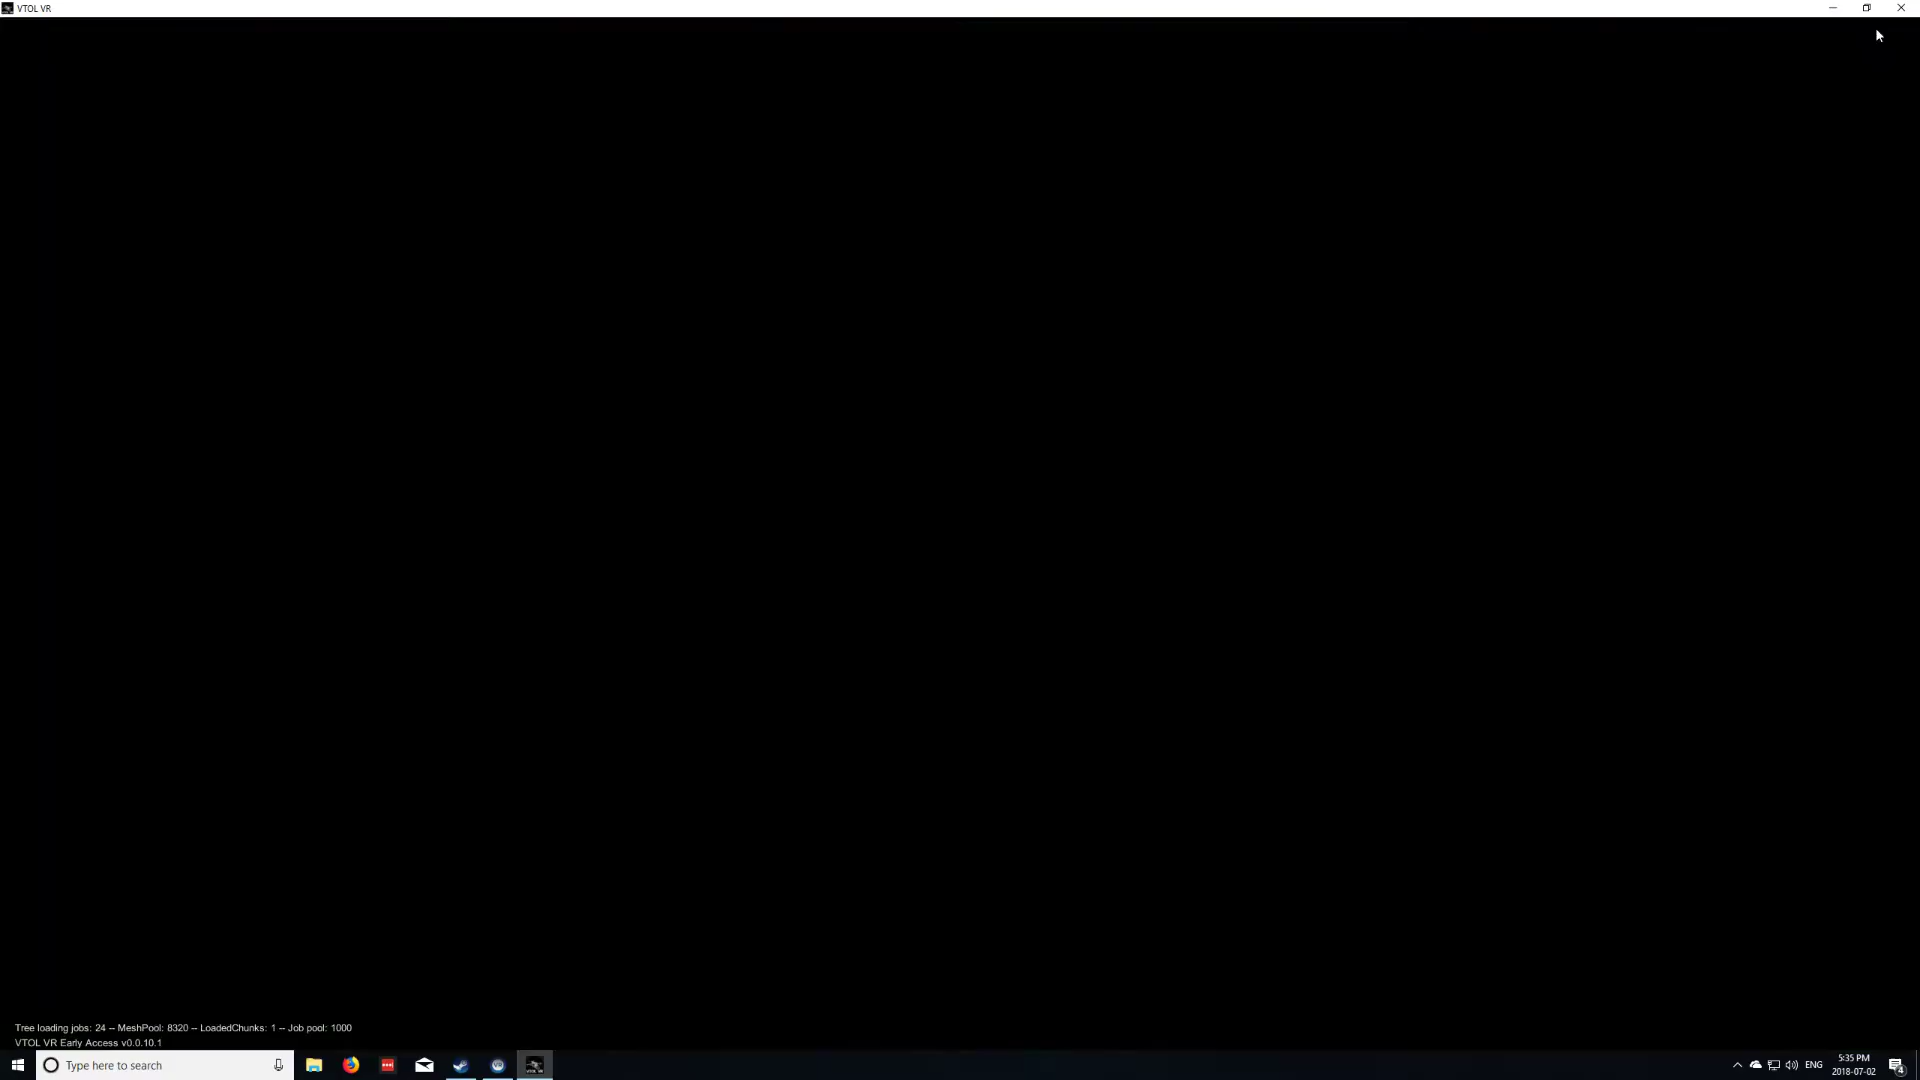 VTOL VR
Tree loading jobs: 24 -- MeshPool: 8320 -- LoadedChunks: 1 -- Job pool: 1000
VTOL VR Early Access v0.0.10.1
Type here to search
ENG
5:35 PM
2018-07-02
4